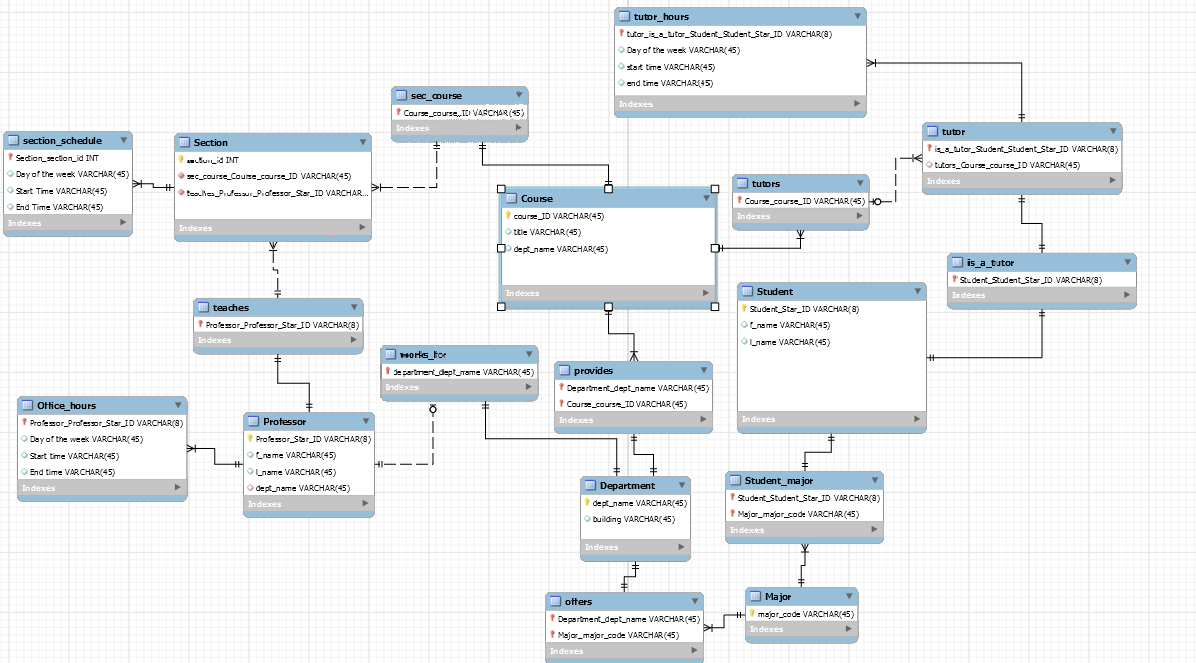 tutor_hours
tutor_is_a_tutor_Student_Student_Star_ID VARCHAR(8)
Day of the week VARCHAR(45)
start time VARCHAR(45)
end time VARCHAR(45)
Indexes
sec_course
Course_course_ID VARCHAR(45)
Indexes
section_schedule
Section_section_id INT
Day of the week VARCHAR(45)
Start Time VARCHAR(45)
End Time VARCHAR(45)
Indexes
Section
section_id INT
sec_course_Course_course_ID VARCHAR(45)
teaches_Professor_Professor_Star_ID VARCHAR...
Indexes
tutor
is_a_tutor_Student_Student_Star_ID VARCHAR(8)
tutors_Course_course_ID VARCHAR(45)
Indexes
Course
course_ID VARCHAR(45)
title VARCHAR(45)
dept_name VARCHAR(45)
Indexes
tutors
Course_course_ID VARCHAR(45)
Indexes
is_a_tutor
Student_Student_Star_ID VARCHAR(8)
Indexes
Student
Student_Star_ID VARCHAR(8)
f_name VARCHAR(45)
l_name VARCHAR(45)
Indexes
teaches
Professor_Professor_Star_ID VARCHAR(8)
Indexes
works_for
department_dept_name VARCHAR(45)
Indexes
provides
Department_dept_name VARCHAR(45)
Course_course_ID VARCHAR(45)
Indexes
Office_hours
Professor_Professor_Star_ID VARCHAR(8)
Day of the week VARCHAR(45)
Start time VARCHAR(45)
End time VARCHAR(45)
Indexes
Professor
Professor_Star_ID VARCHAR(8)
f_name VARCHAR(45)
l_name VARCHAR(45)
dept_name VARCHAR(45)
Indexes
Department
dept_name VARCHAR(45)
building VARCHAR(45)
Indexes
Student_major
Student_Student_Star_ID VARCHAR(8)
Major_major_code VARCHAR(45)
Indexes
offers
Department_dept_name VARCHAR(45)
Major_major_code VARCHAR(45)
Indexes
Major
major_code VARCHAR(45)
Indexes